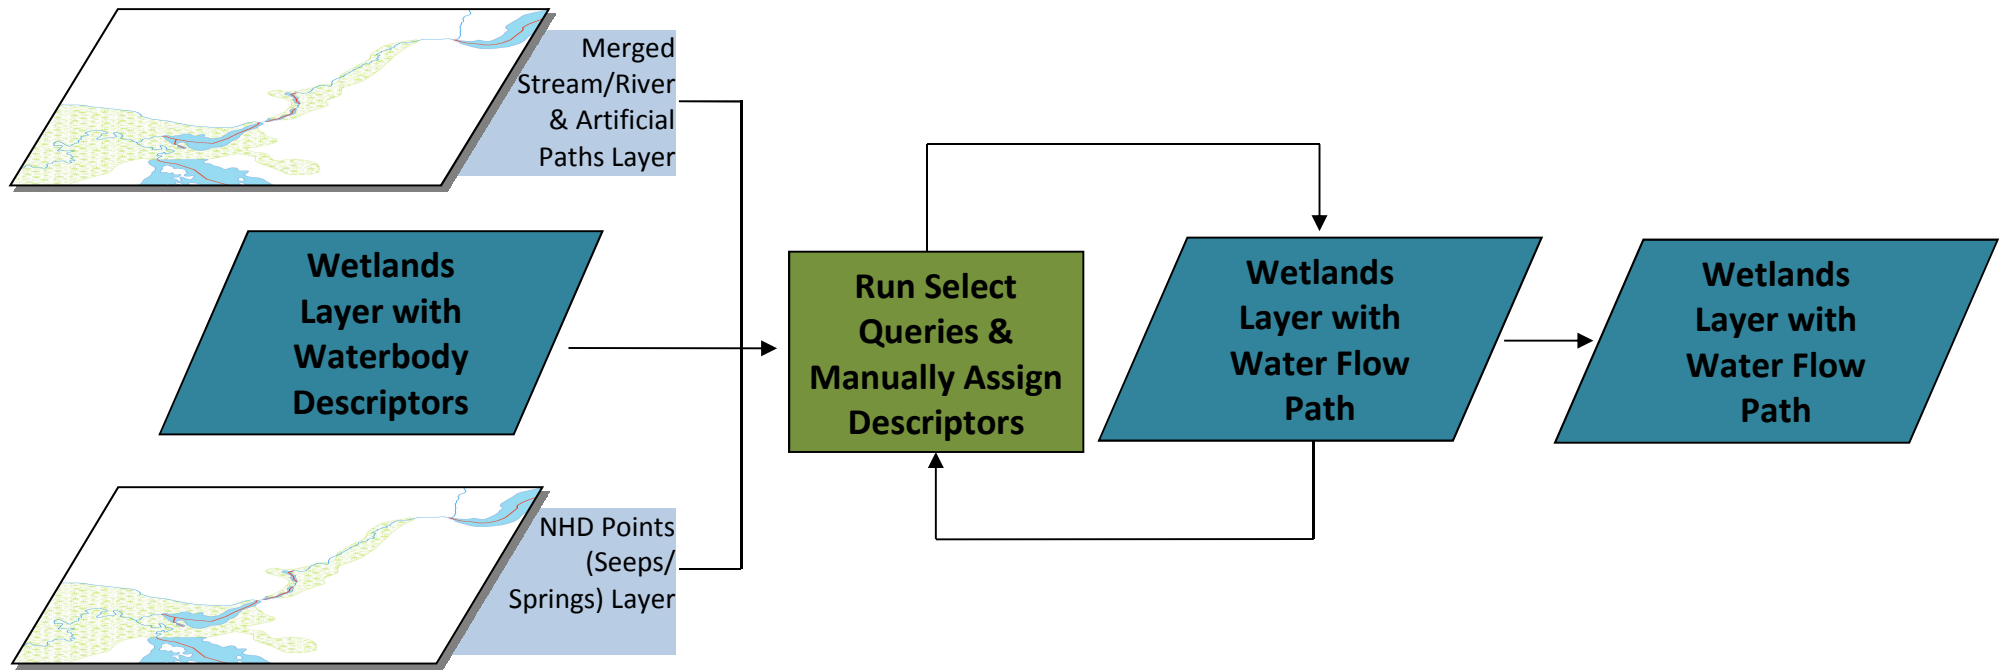 Merged
Stream/River
& Artificial
Paths Layer
Wetlands
Layer with
Waterbody
Descriptors
NHD Points
(Seeps/
Springs) Layer
Run Select
Queries &
Manually Assign
Descriptors
Wetlands
Layer with
Water Flow
Path
Wetlands
Layer with
Water Flow
Path